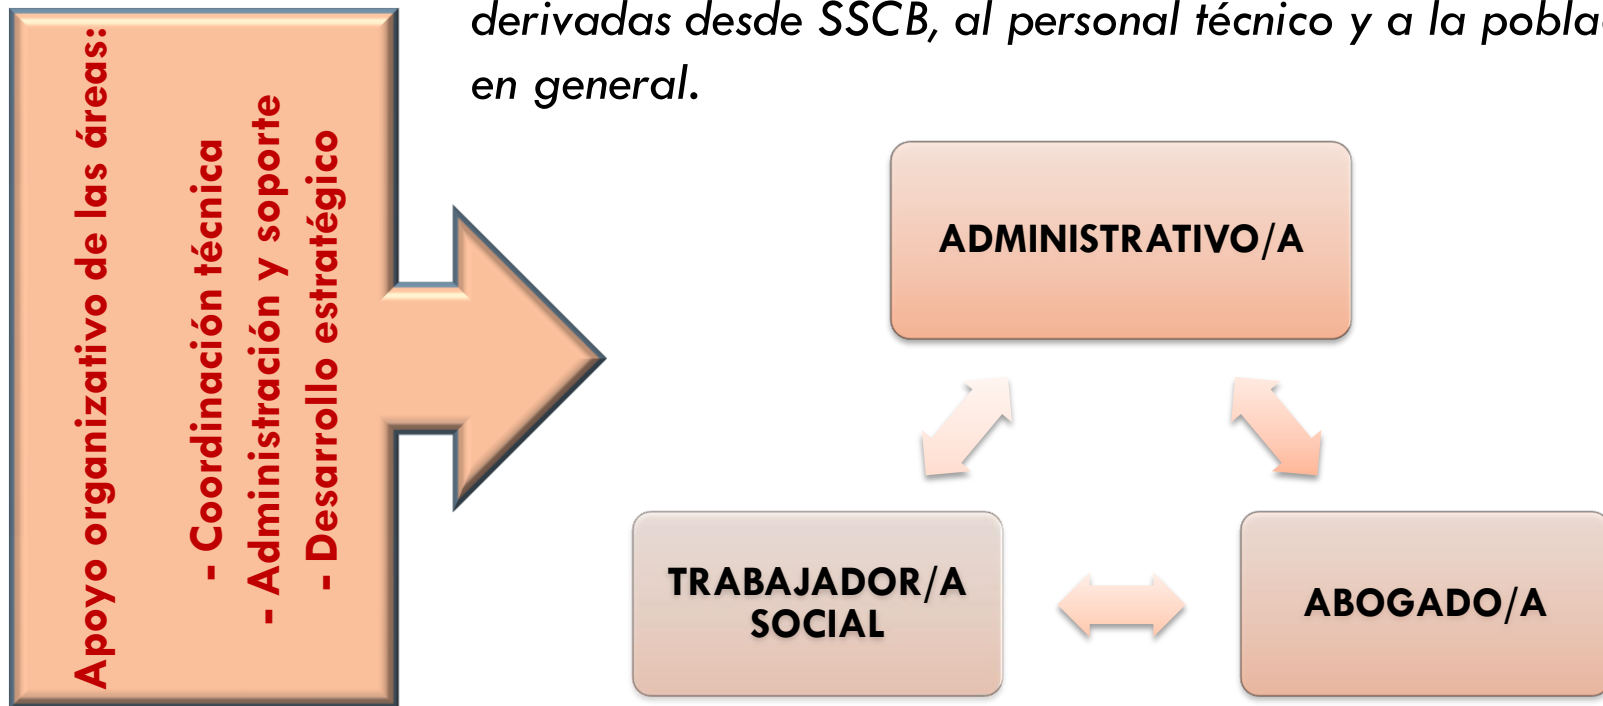 derivadas desde SSCB, al personal técnico y a la
en general.
Apoyo organizativo de las áreas:
- Coordinación técnica
- Administración y soporte
- Desarrollo estratégico
ADMINISTRATIVO/A
TRABAJADOR/A
SOCIAL
ABOGADO/A